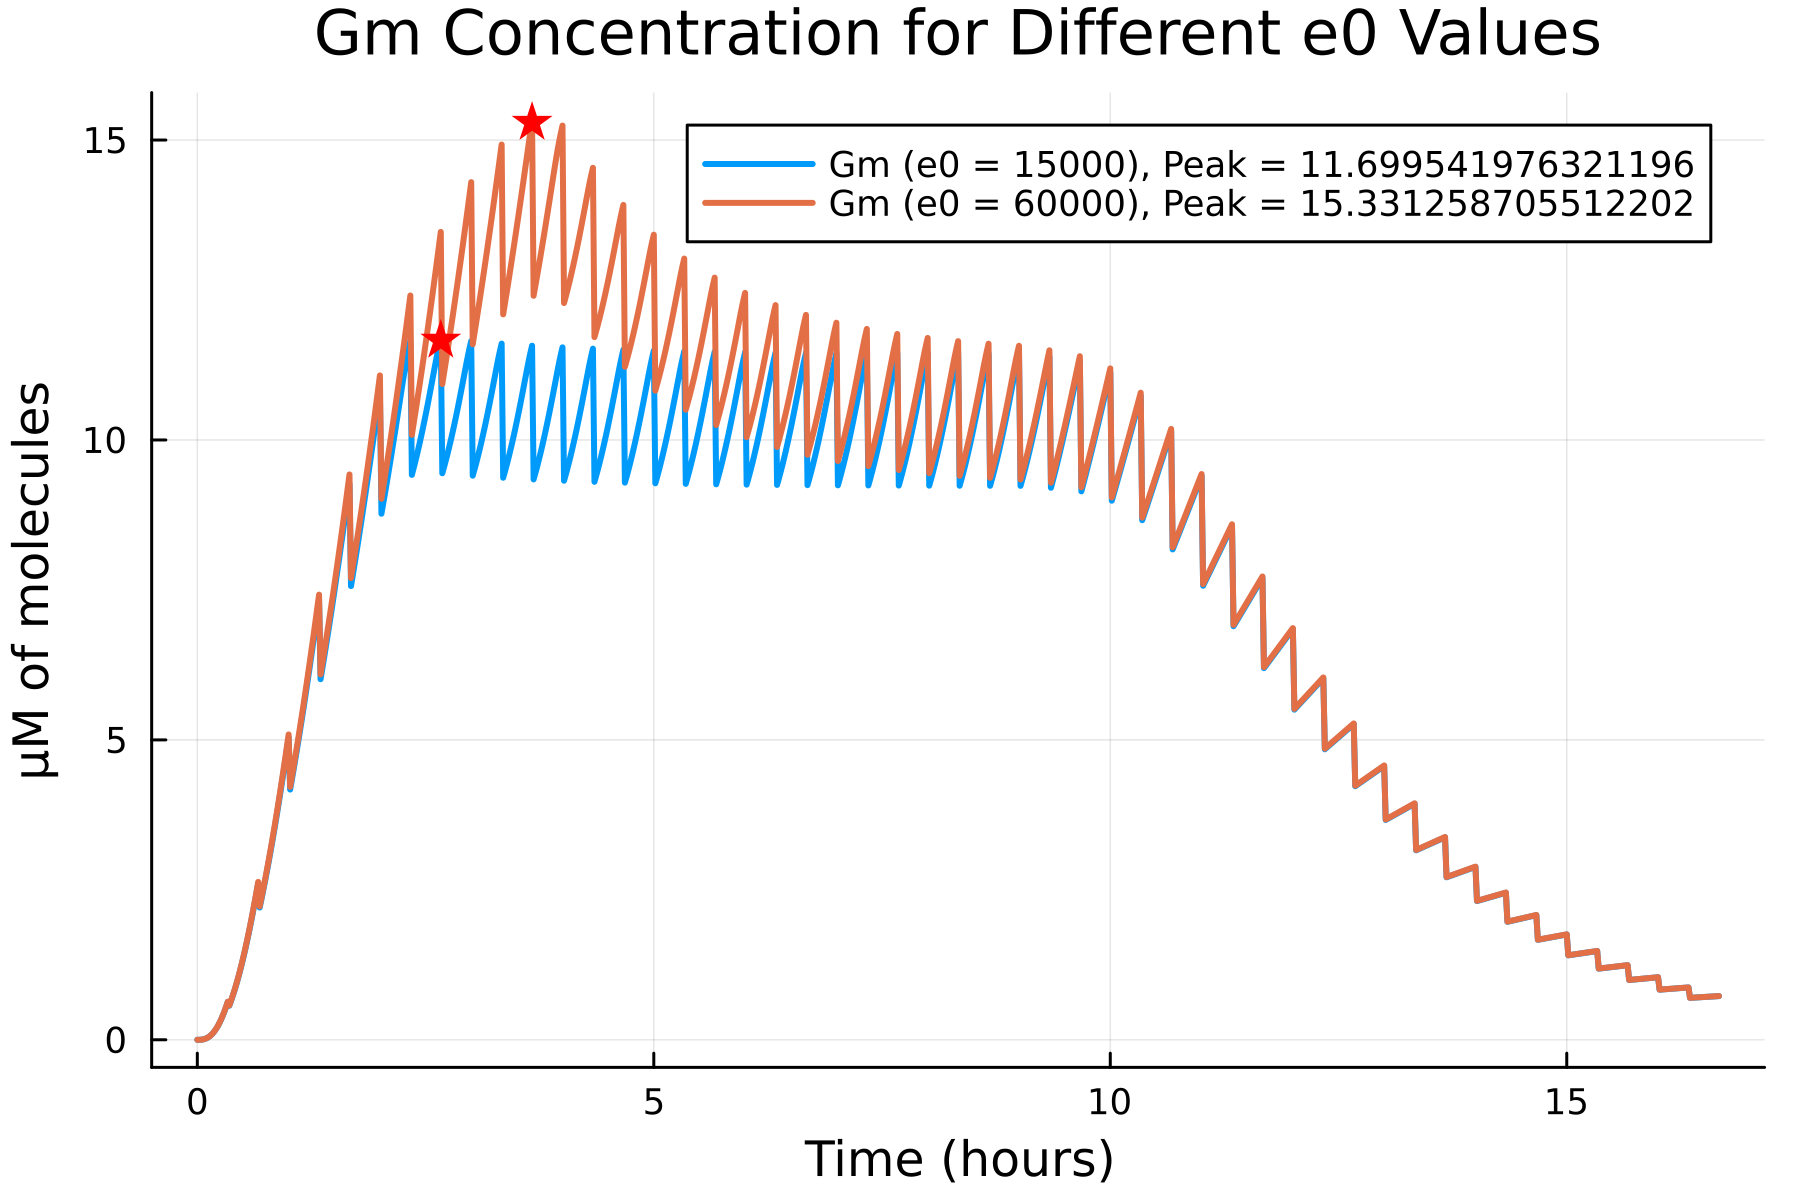 Gm Concentration for Different e0 Values
Gm (e0 = 15000), Peak = 11.699541976321196
Gm (e0 = 60000), Peak = 15.331258705512202
15
10
5
0
µM of molecules
0 5 10 15
Time (hours)